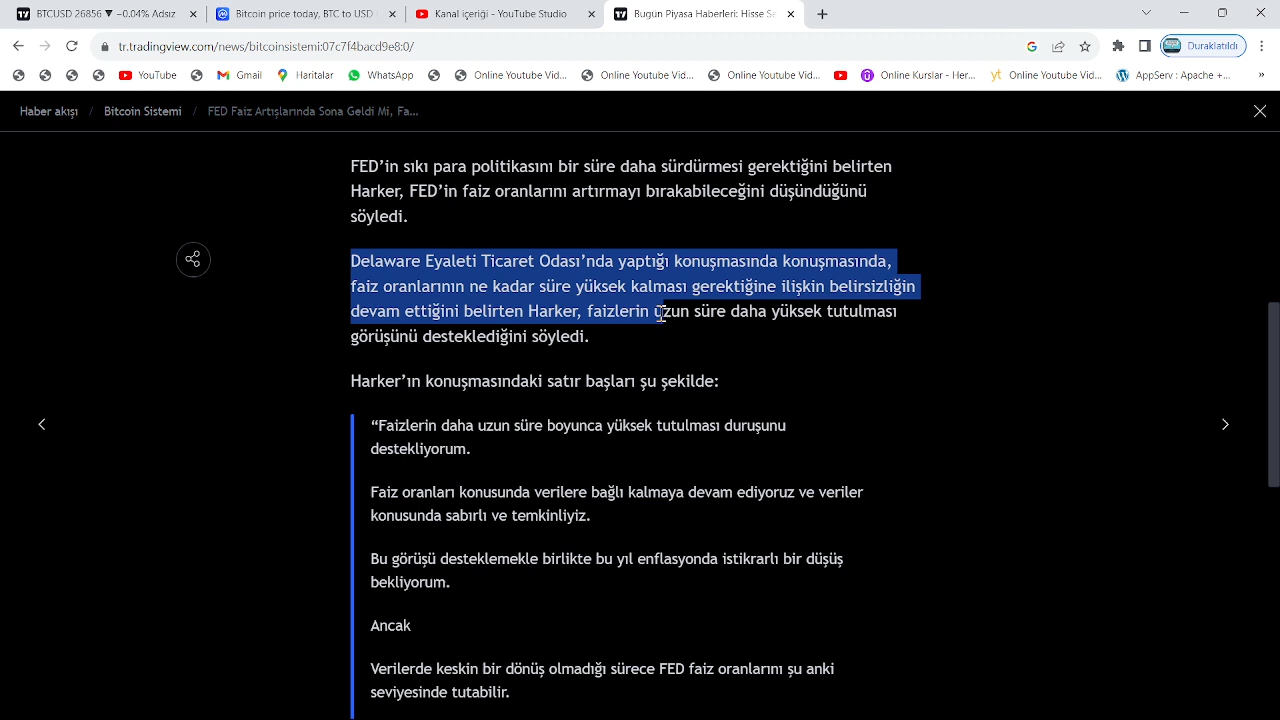 BTCUSD 26855 ▼ −0.04% Adsız
Bitcoin price today, BTC to USD
Kanal içeriği - YouTube Studio
Bugün Piyasa Haberleri: Hisse Se
tr.tradingview.com/news/bitcoinsistemi:07c7f4bacd9e8:0/
Duraklatıldı
YouTube
Gmail
Haritalar
WhatsApp
Online Youtube Vid...
Online Youtube Vid...
Online Youtube Vid...
Online Kurslar - Her...
yt Online Youtube Vid...
AppServ : Apache +...
»
Haber akışı / Bitcoin Sistemi / FED Faiz Artışlarında Sona Geldi Mi, Fa...
FED’in sıkı para politikasını bir süre daha sürdürmesi gerektiğini belirten
Harker, FED’in faiz oranlarını artırmayı bırakabileceğini düşündüğünü
söyledi.
Delaware Eyaleti Ticaret Odası’nda yaptığı konuşmasında konuşmasında,
faiz oranlarının ne kadar süre yüksek kalması gerektiğine ilişkin belirsizliğin
devam ettiğini belirten Harker, faizlerin uzun süre daha yüksek tutulması
görüşünü desteklediğini söyledi.
Harker’ın konuşmasındaki satır başları şu şekilde:
“Faizlerin daha uzun süre boyunca yüksek tutulması duruşunu
destekliyorum.
Faiz oranları konusunda verilere bağlı kalmaya devam ediyoruz ve veriler
konusunda sabırlı ve temkinliyiz.
Bu görüşü desteklemekle birlikte bu yıl enflasyonda istikrarlı bir düşüş
bekliyorum.
Ancak
Verilerde keskin bir dönüş olmadığı sürece FED faiz oranlarını şu anki
seviyesinde tutabilir.